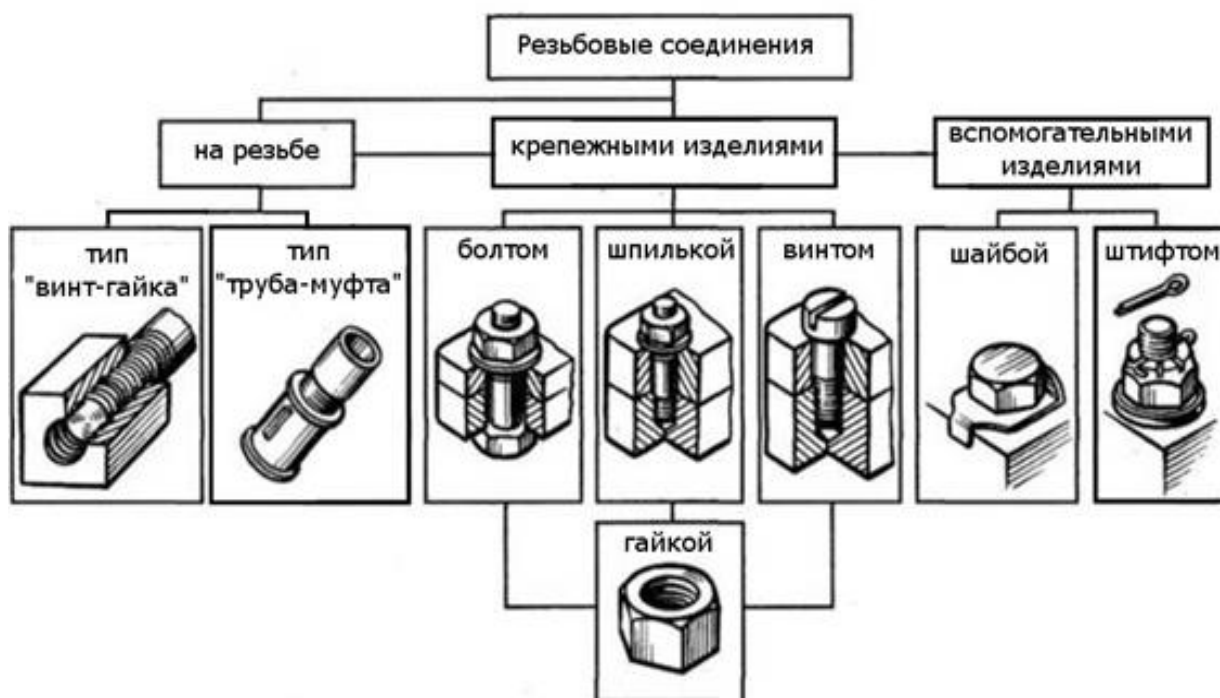 Резьбовые соединения
на резьбе
крепежными изделиями
вспомогательными
изделиями
тип
"винт-гайка"
тип
"труба-муфта"
болтом
шпилькой
винтом
шайбой
штифтом
гайкой